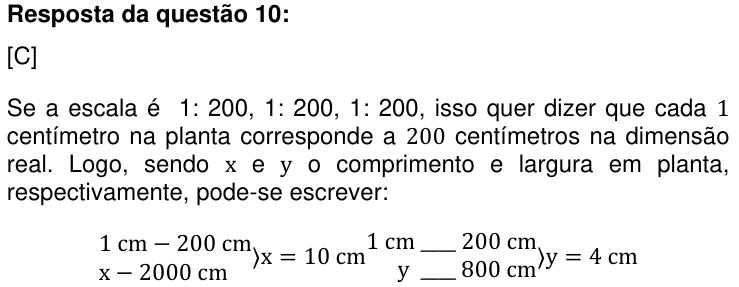 Resposta da questão 10:
[C]
Se a escala é 1: 200, 1: 200, 1: 200, isso quer dizer que cada 1
centímetro na planta corresponde a 200 centímetros na dimensão
real. Logo, sendo x e y o comprimento e largura em planta,
respectivamente, pode-se escrever:
1 cm − 200 cm
x − 2000 cm
⟩x = 10 cm
1 cm ___ 200 cm
y ___ 800 cm
⟩y = 4 cm